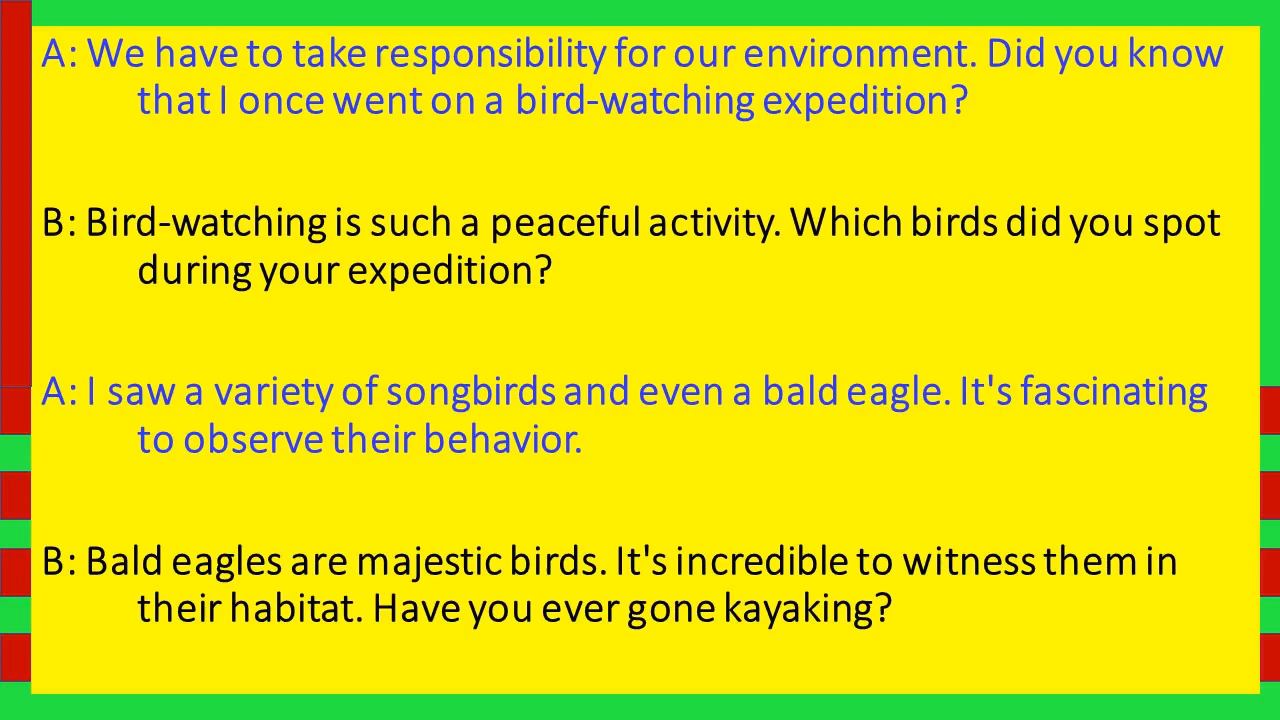 A: We have to take responsibility for our environment. Did you know
that I once went on a bird-watching expedition?
B: Bird-watching is such a peaceful activity. Which birds did you spot
during your expedition?
A: I saw a variety of songbirds and even a bald eagle. It's fascinating
to observe their behavior.
B: Bald eagles are majestic birds. It's incredible to witness them in
their habitat. Have you ever gone kayaking?